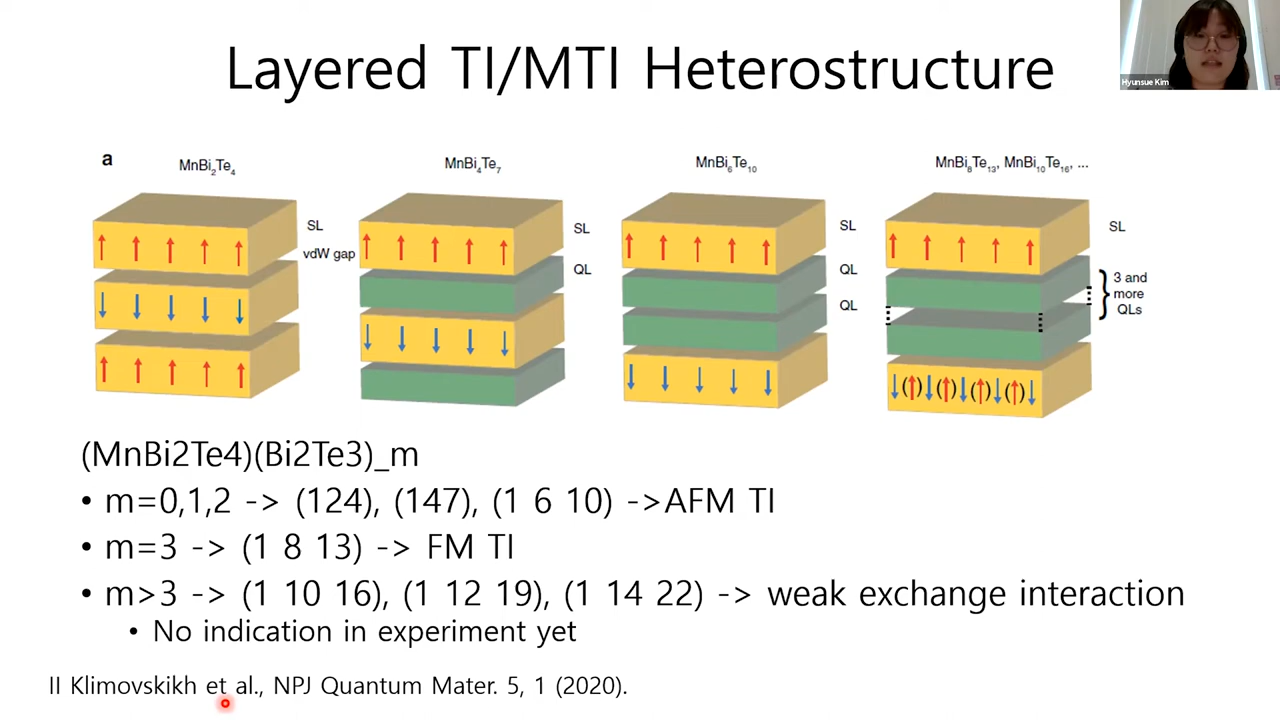 Layered TI/MTI Heterostructure
Hyunsue Kim
a
MnBi2Te4
MnBi4Te7
MnBi6Te10
MnBi8Te13, MnBi10Te16, ...
SL
vdW gap
SL
QL
SL
QL
QL
SL
3 and
more
QLs
(MnBi2Te4)(Bi2Te3)_m
• m=0,1,2 -> (124), (147), (1 6 10) ->AFM TI
• m=3 -> (1 8 13) -> FM TI
• m>3 -> (1 10 16), (1 12 19), (1 14 22) -> weak exchange interaction
• No indication in experiment yet
II Klimovskikh et al., NPJ Quantum Mater. 5, 1 (2020).